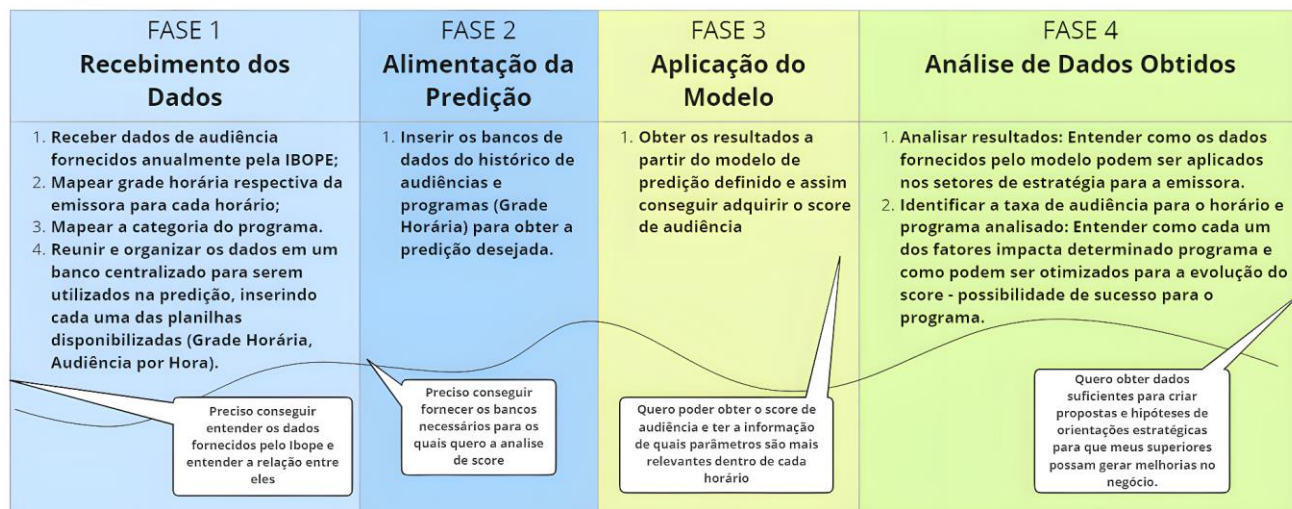 FASE 1
Recebimento dos
Dados
1. Receber dados de audiência
fornecidos anualmente pela IBOPE;
2. Mapear grade horária respectiva da
emissora para cada horário;
3. Mapear a categoria do programa.
4. Reunir e organizar os dados em um
banco centralizado para serem
utilizados na predição, inserindo
cada uma das planilhas
disponibilizadas (Grade Horária,
Audiência por Hora).
Preciso conseguir
entender os dados
fornecidos pelo Ibope e
entender a relação entre
eles
FASE 2
Alimentação da
Predição
1. Inserir os bancos de
dados do histórico de
audiências e
programas (Grade
Horária) para obter a
predição desejada.
Preciso conseguir
fornecer os bancos
necessários para os
quais quero a analise
de score
FASE 3
Aplicação do
Modelo
1. Obter os resultados a
partir do modelo de
predição definido e assim
conseguir adquirir o score
de audiência
Quero poder obter o score de
audiência e ter a informação
de quais parâmetros são mais
relevantes dentro de cada
horário
FASE 4
Análise de Dados Obtidos
1. Analisar resultados: Entender como os dados
fornecidos pelo modelo podem ser aplicados
nos setores de estratégia para a emissora.
2. Identificar a taxa de audiência para o horário e
programa analisado: Entender como cada um
dos fatores impacta determinado programa e
como podem ser otimizados para a evolução do
score - possibilidade de sucesso para o
programa.
Quero obter dados
suficientes para criar
propostas e hipóteses de
orientações estratégicas
para que meus superiores
possam gerar melhorias no
negócio.